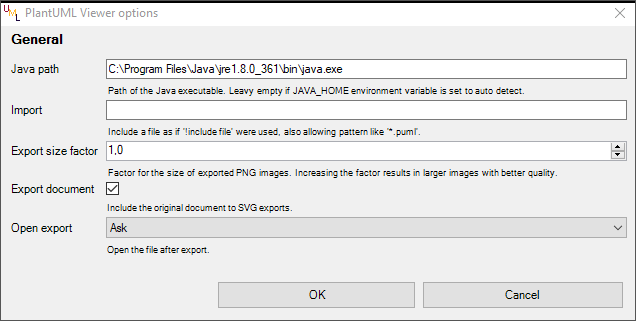 UML PlantUML Viewer options
General
Java path C:\Program Files\Java\jre1.8.0_361\bin\java.exe
Path of the Java executable. Leavy empty if JAVA_HOME environment variable is set to auto detect.
Import
Include a file as if '!include file' were used, also allowing pattern like '*.puml'.
Export size factor 1,0
Factor for the size of exported PNG images. Increasing the factor results in larger images with better quality.
Export document
Include the original document to SVG exports.
Open export Ask
Open the file after export.
OK Cancel